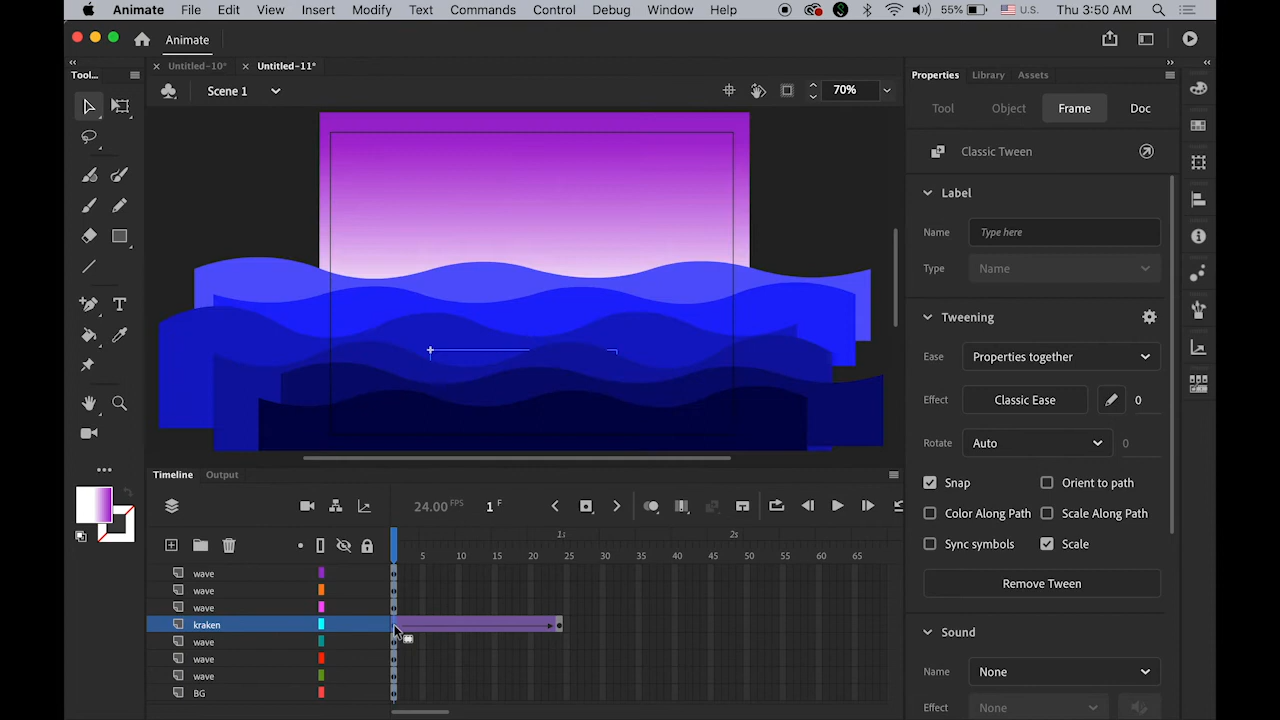 Animate File Edit View Insert Modify Text Commands Control Debug Window Help 55% U.S. Thu 3:50 AM
Animate
Untitled-10* Untitled-11*
Tool...
Scene 1 70%
Properties Library Assets
Tool Object Frame Doc
Classic Tween
Label
Name Type here
Type Name
Tweening
Ease Properties together
Effect Classic Ease 0
Rotate Auto 0
Snap Orient to path
Color Along Path Scale Along Path
Sync symbols Scale
Remove Tween
Sound
Name None
Effect None
Timeline Output
24.00 FPS 1 F
1s 2s
5 10 15 20 25 30 35 40 45 50 55 60 65
wave
wave
wave
kraken
wave
wave
wave
BG